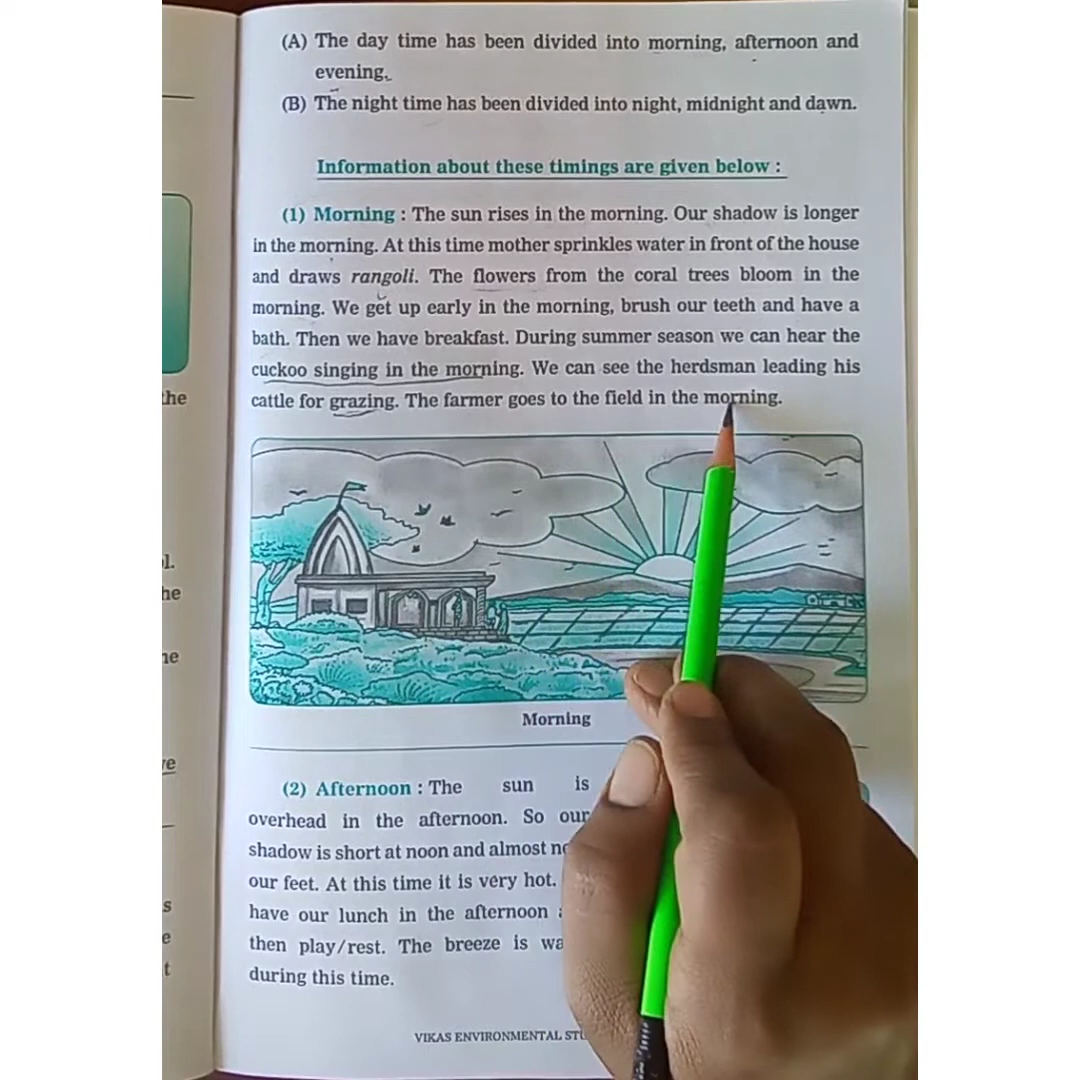 (A) The day time has been divided into morning, afternoon and
evening.
(B) The night time has been divided into night, midnight and dawn.
Information about these timings are given below :
(1) Morning : The sun rises in the morning. Our shadow is longer
in the morning. At this time mother sprinkles water in front of the house
and draws rangoli. The flowers from the coral trees bloom in the
morning. We get up early in the morning, brush our teeth and have a
bath. Then we have breakfast. During summer season we can hear the
cuckoo singing in the morning. We can see the herdsman leading his
cattle for grazing. The farmer goes to the field in the morning.
Morning
(2) Afternoon : The sun is
overhead in the afternoon. So our
shadow is short at noon and almost
our feet. At this time it is very hot.
have our lunch in the afternoon
then play/rest. The breeze is
during this time.
VIKAS ENVIRONMENTAL